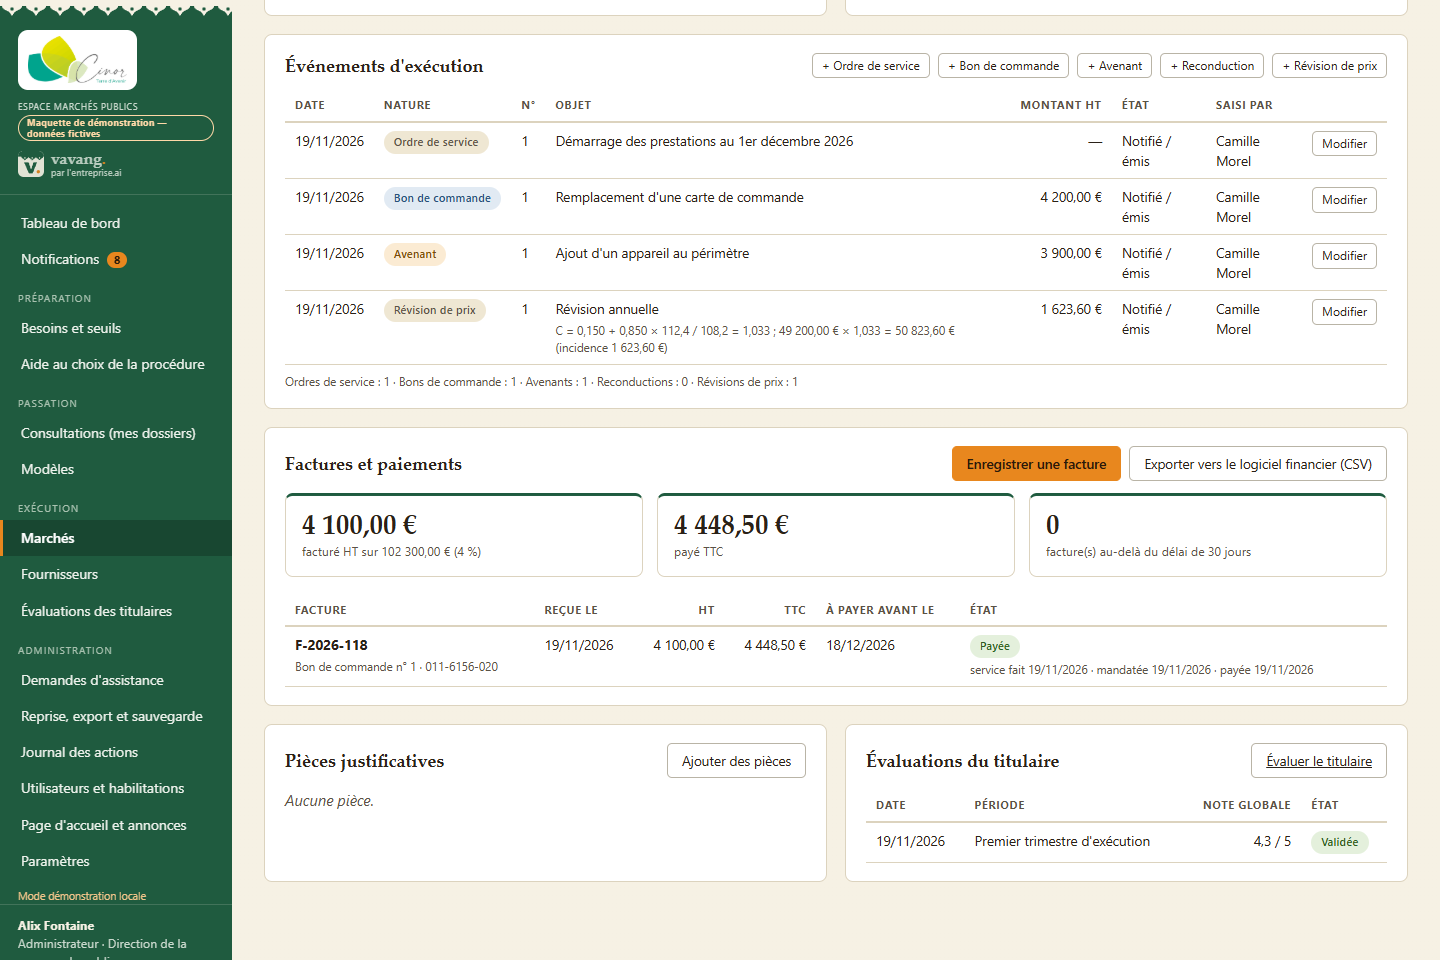 Cinor
Terre d'Avenir
ESPACE MARCHÉS PUBLICS
Maquette de démonstration —
données fictives
vavang.
par l'entreprise.ai
Tableau de bord
Notifications 8
PRÉPARATION
Besoins et seuils
Aide au choix de la procédure
PASSATION
Consultations (mes dossiers)
Modèles
EXÉCUTION
Marchés
Fournisseurs
Évaluations des titulaires
ADMINISTRATION
Demandes d'assistance
Reprise, export et sauvegarde
Journal des actions
Utilisateurs et habilitations
Page d'accueil et annonces
Paramètres
Mode démonstration locale
Alix Fontaine
Administrateur · Direction de la
Événements d'exécution
+ Ordre de service + Bon de commande + Avenant + Reconduction + Révision de prix
DATE NATURE N° OBJET MONTANT HT ÉTAT SAISI PAR
19/11/2026 Ordre de service 1 Démarrage des prestations au 1er décembre 2026 — Notifié / Camille Modifier
émis Morel
19/11/2026 Bon de commande 1 Remplacement d'une carte de commande 4 200,00 € Notifié / Camille Modifier
émis Morel
19/11/2026 Avenant 1 Ajout d'un appareil au périmètre 3 900,00 € Notifié / Camille Modifier
émis Morel
19/11/2026 Révision de prix 1 Révision annuelle 1 623,60 € Notifié / Camille Modifier
C = 0,150 + 0,850 × 112,4 / 108,2 = 1,033 ; 49 200,00 € × 1,033 = 50 823,60 € émis Morel
(incidence 1 623,60 €)
Ordres de service : 1 · Bons de commande : 1 · Avenants : 1 · Reconductions : 0 · Révisions de prix : 1
Factures et paiements
Enregistrer une facture Exporter vers le logiciel financier (CSV)
4 100,00 €
facturé HT sur 102 300,00 € (4 %)
4 448,50 €
payé TTC
0
facture(s) au-delà du délai de 30 jours
FACTURE REÇUE LE HT TTC À PAYER AVANT LE ÉTAT
F-2026-118 19/11/2026 4 100,00 € 4 448,50 € 18/12/2026 Payée
Bon de commande n° 1 · 011-6156-020 service fait 19/11/2026 · mandatée 19/11/2026 · payée 19/11/2026
Pièces justificatives
Ajouter des pièces
Aucune pièce.
Évaluations du titulaire
Évaluer le titulaire
DATE PÉRIODE NOTE GLOBALE ÉTAT
19/11/2026 Premier trimestre d'exécution 4,3 / 5 Validée